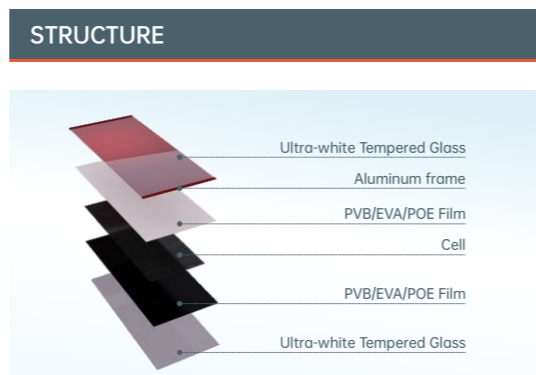 STRUCTURE
Ultra-white Tempered Glass
Aluminum frame
PVB/EVA/POE Film
Cell
PVB/EVA/POE Film
Ultra-white Tempered Glass